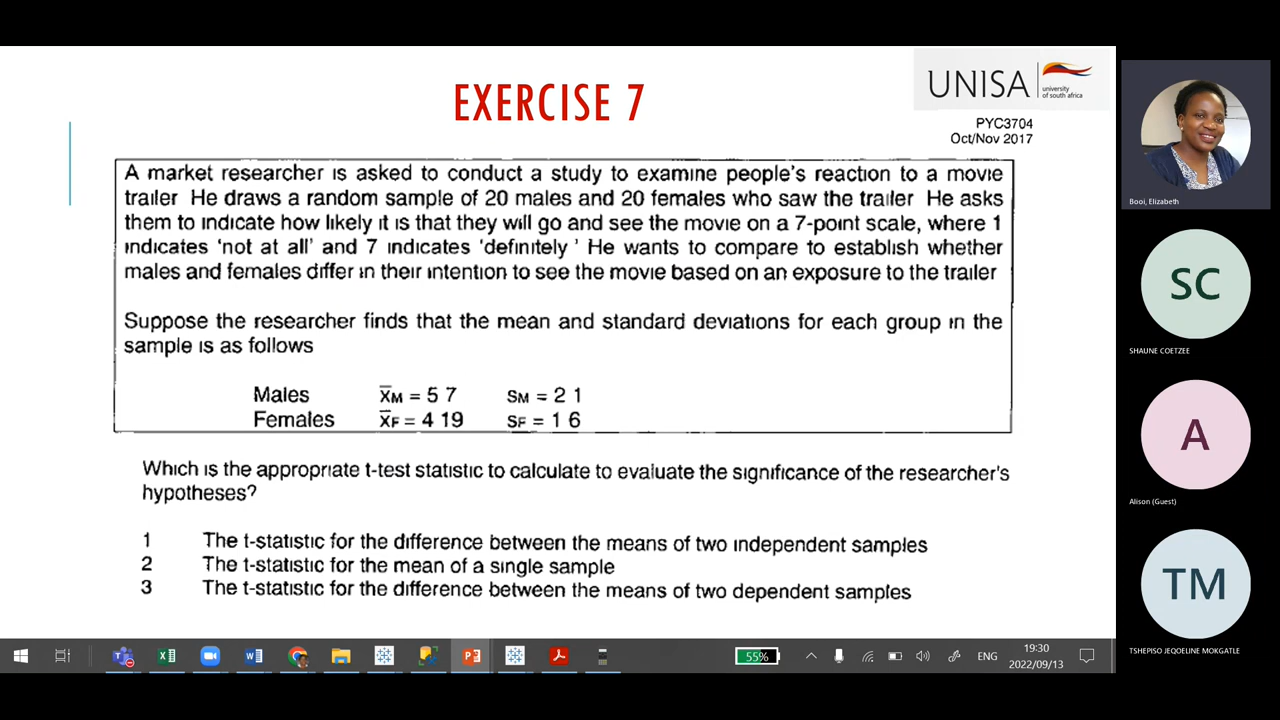 EXERCISE 7
UNISA
university
of south africa
PYC3704
Oct/Nov 2017
A market researcher is asked to conduct a study to examine people's reaction to a movie
trailer He draws a random sample of 20 males and 20 females who saw the trailer He asks
them to indicate how likely it is that they will go and see the movie on a 7-point scale, where 1
indicates 'not at all' and 7 indicates 'definitely ' He wants to compare to establish whether
males and females differ in their intention to see the movie based on an exposure to the trailer
Suppose the researcher finds that the mean and standard deviations for each group in the
sample is as follows
Males x̄M = 5 7 SM = 2 1
Females x̄F = 4 19 SF = 1 6
Which is the appropriate t-test statistic to calculate to evaluate the significance of the researcher's
hypotheses?
1 The t-statistic for the difference between the means of two independent samples
2 The t-statistic for the mean of a single sample
3 The t-statistic for the difference between the means of two dependent samples
Booi, Elizabeth
SC
SHAUNE COETZEE
A
Alison (Guest)
TM
TSHEPISO JEQOELINE MOKGATLE
55%
ENG
19:30
2022/09/13